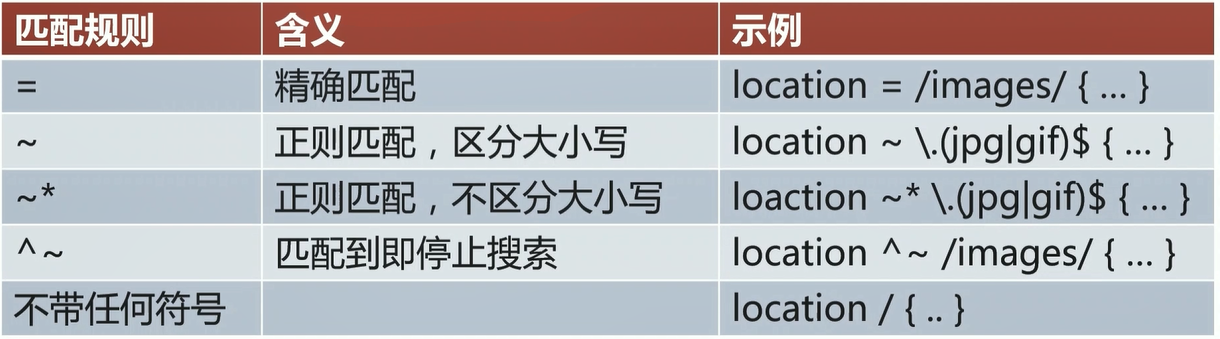 匹配规则 含义 示例
= 精确匹配 location = /images/ { ... }
~ 正则匹配，区分大小写 location ~ \.(jpg|gif)$ { ... }
~* 正则匹配，不区分大小写 loaction ~* \.(jpg|gif)$ { ... }
^~ 匹配到即停止搜索 location ^~ /images/ { ... }
不带任何符号 location / { .. }